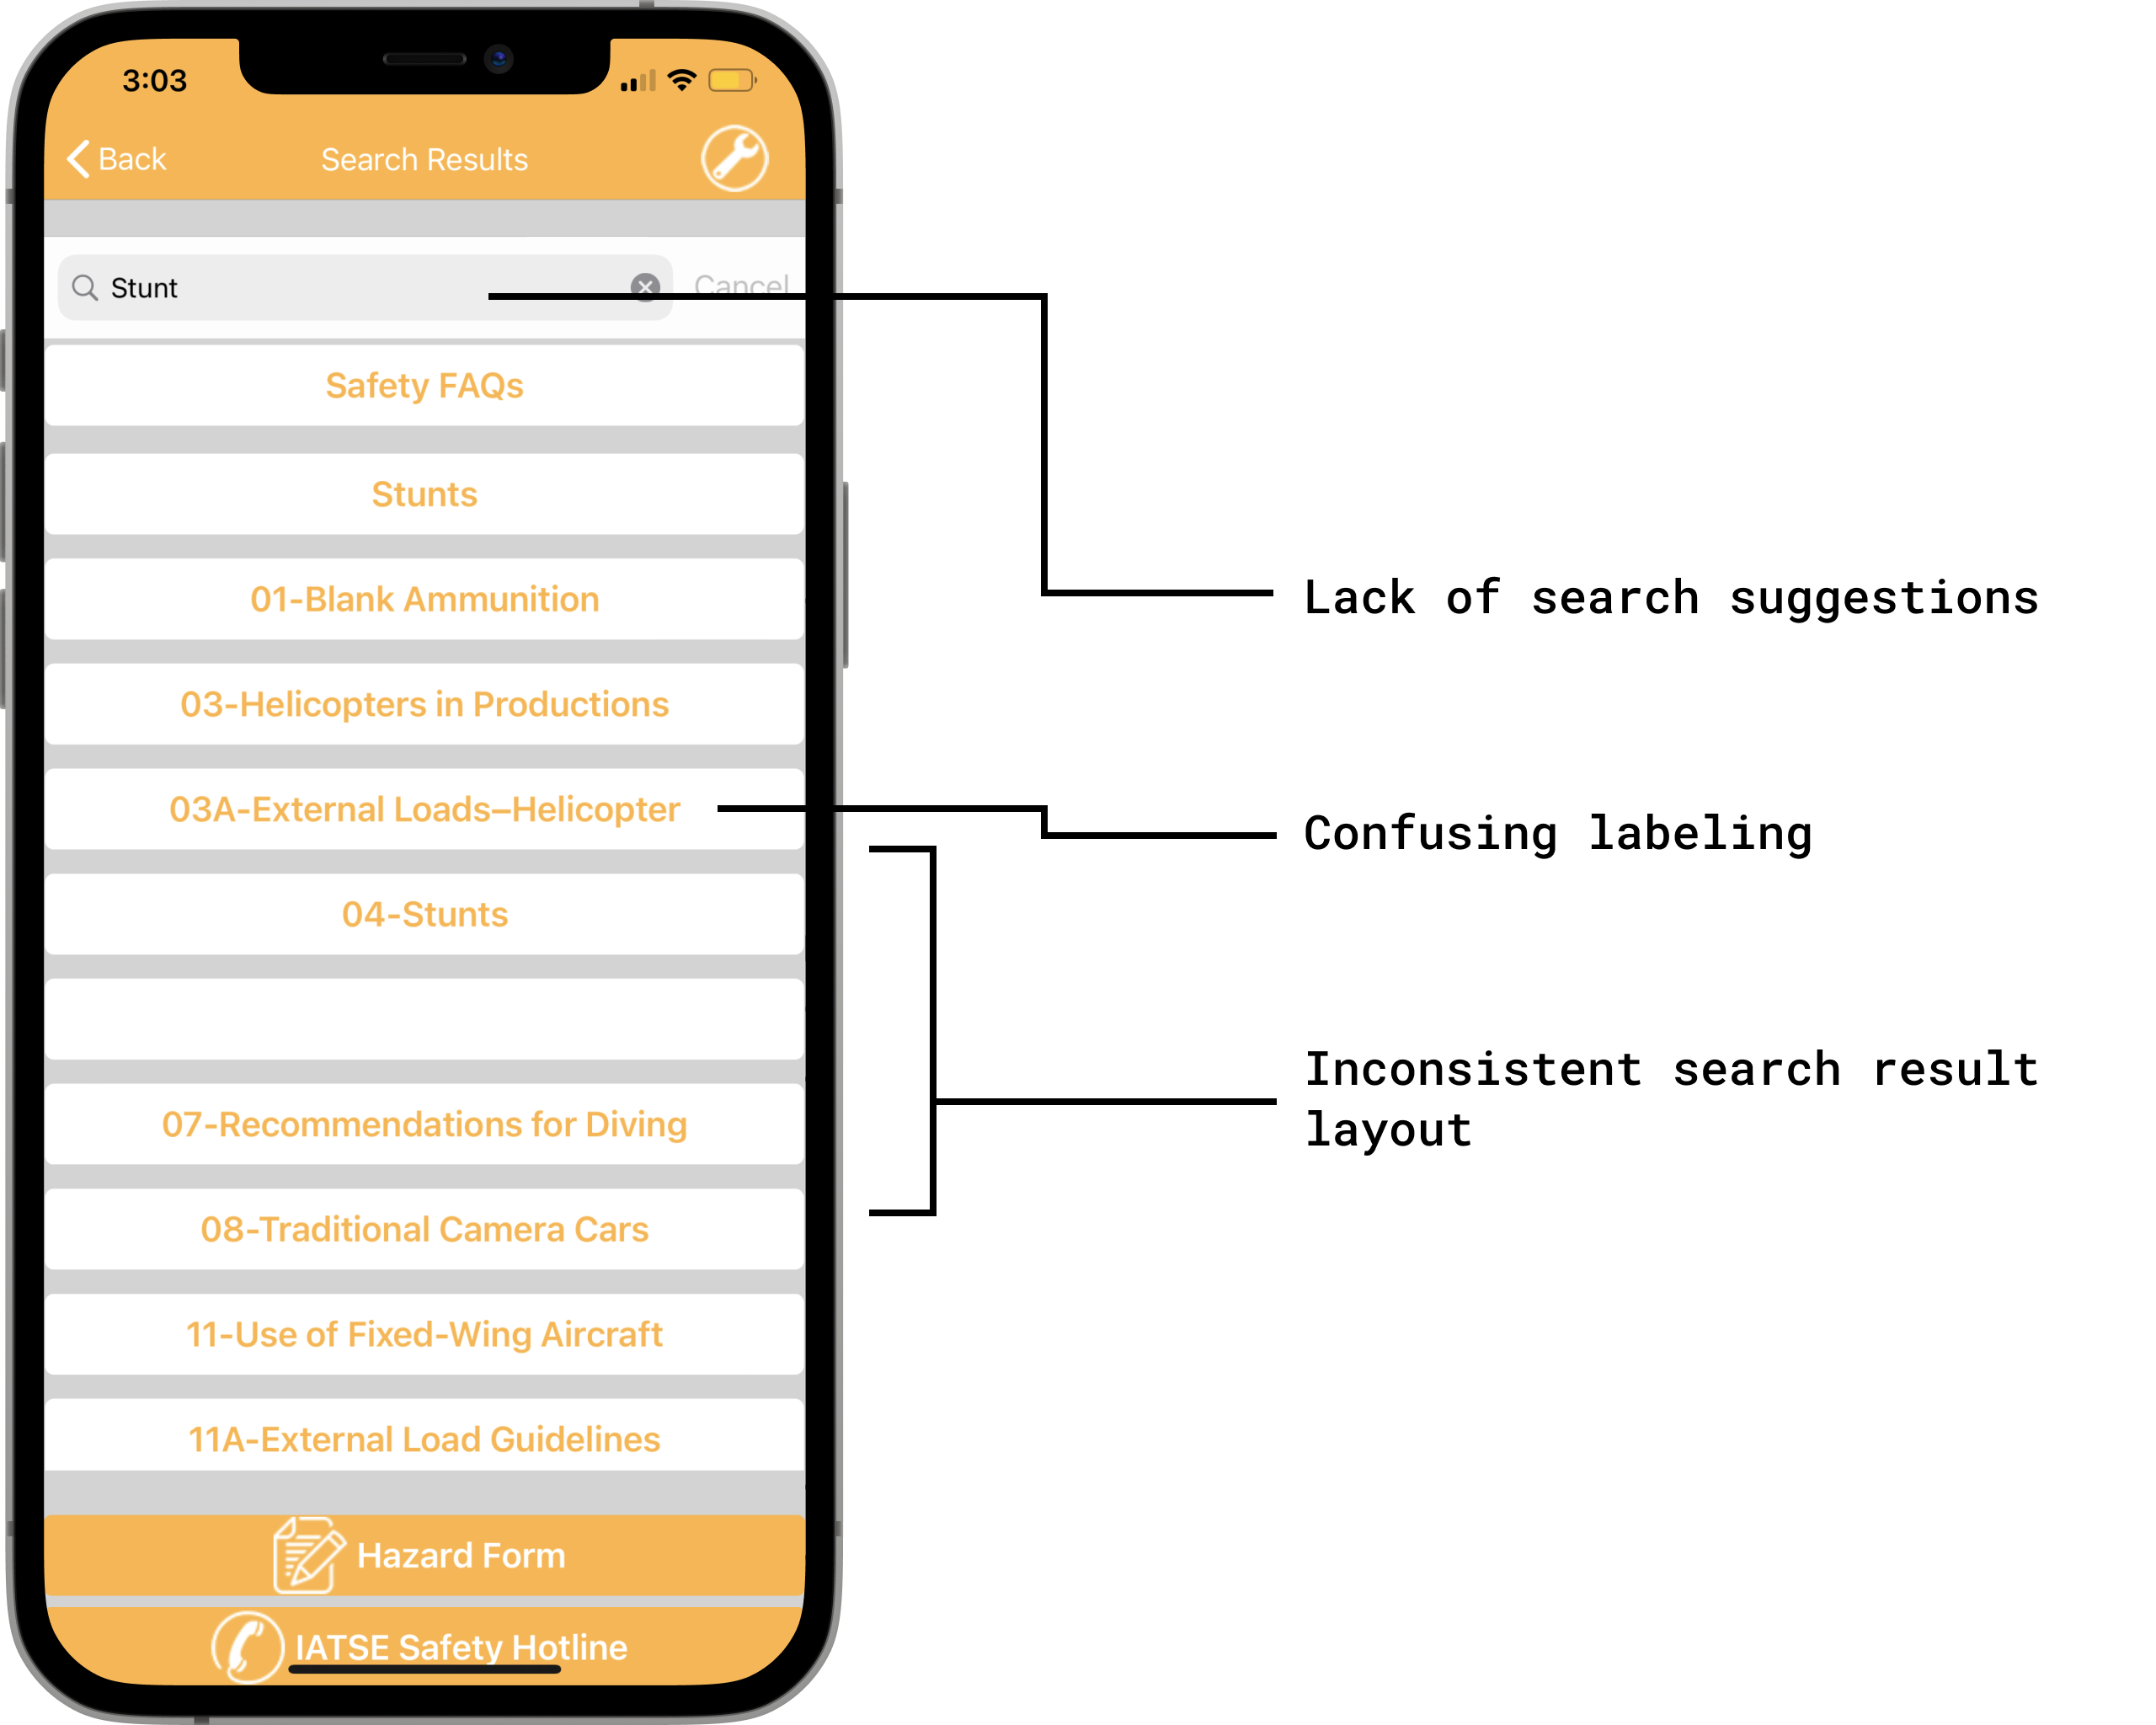 3:03
Back
Search Results
Stunt
Cancel
Safety FAQs
Stunts
01-Blank Ammunition
03-Helicopters in Productions
03A-External Loads–Helicopter
04-Stunts
07-Recommendations for Diving
08-Traditional Camera Cars
11-Use of Fixed-Wing Aircraft
11A-External Load Guidelines
Hazard Form
IATSE Safety Hotline
Lack of search suggestions
Confusing labeling
Inconsistent search result
layout